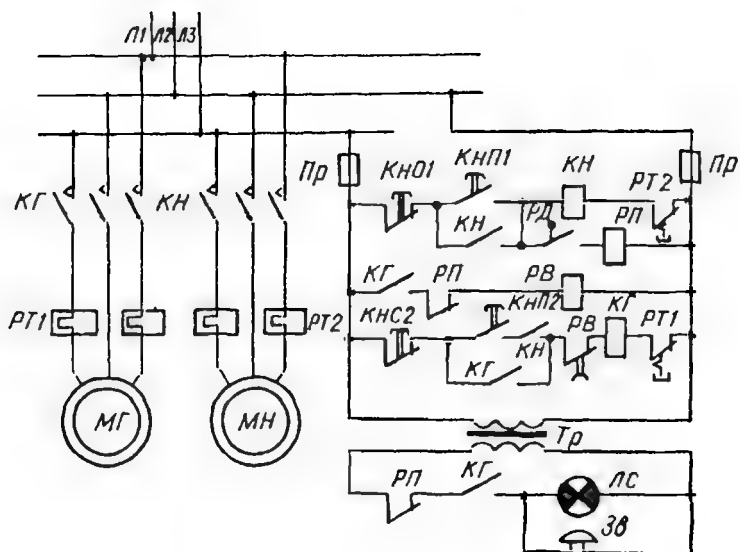 Л1 Л2 Л3
Пр КнО1 КнП1 КН РТ2 Пр
КГ КН КН РД РП
КГ РП РВ КГ
РТ1 РТ2 КНС2 КнП2 КН РВ РТ1
КГ
МГ МН
Тр
РП КГ ЛС
Зв